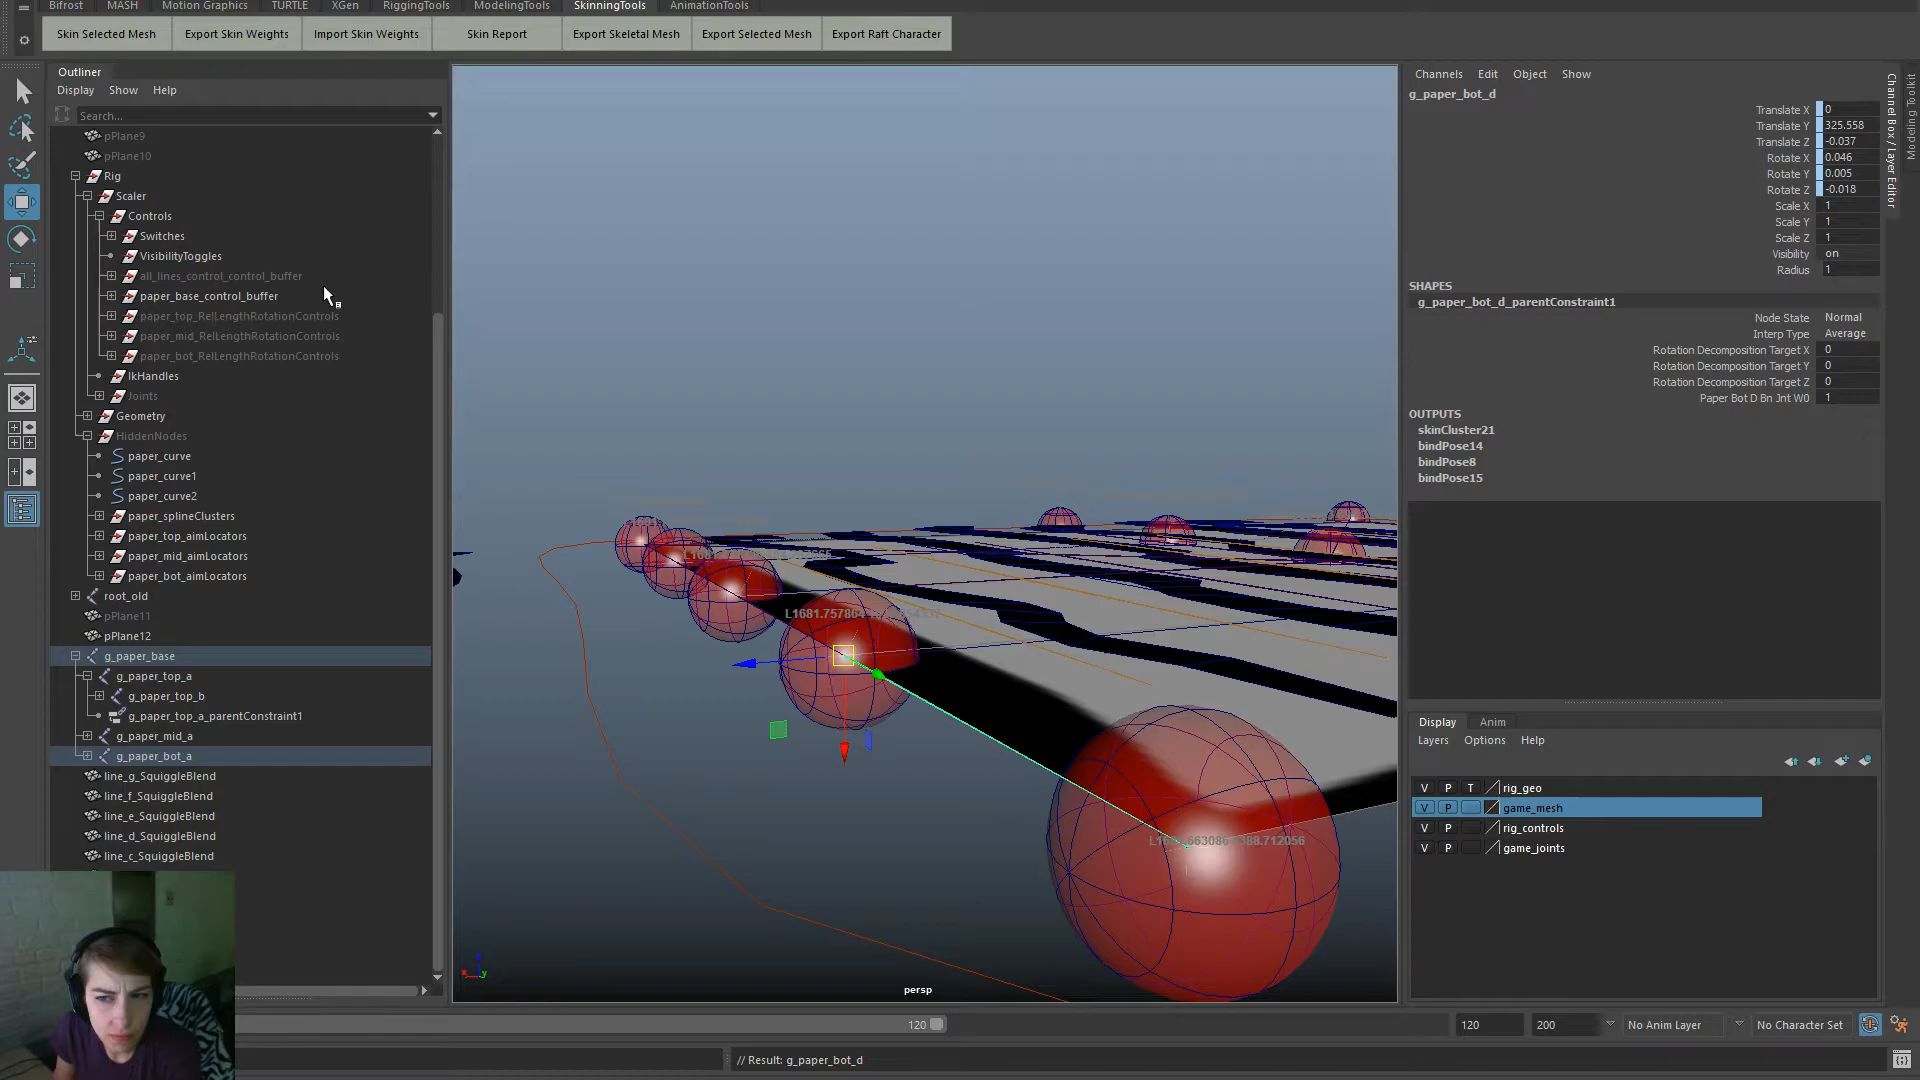 Bifrost MASH Motion Graphics TURTLE XGen RiggingTools ModelingTools SkinningTools AnimationTools
Skin Selected Mesh Export Skin Weights Import Skin Weights Skin Report Export Skeletal Mesh Export Selected Mesh Export Raft Character
Outliner
Display Show Help
Search...
pPlane9
pPlane10
Rig
Scaler
Controls
Switches
VisibilityToggles
all_lines_control_control_buffer
paper_base_control_buffer
paper_top_RelLengthRotationControls
paper_mid_RelLengthRotationControls
paper_bot_RelLengthRotationControls
IkHandles
Joints
Geometry
HiddenNodes
paper_curve
paper_curve1
paper_curve2
paper_splineClusters
paper_top_aimLocators
paper_mid_aimLocators
paper_bot_aimLocators
root_old
pPlane11
pPlane12
g_paper_base
g_paper_top_a
g_paper_top_b
g_paper_top_a_parentConstraint1
g_paper_mid_a
g_paper_bot_a
line_g_SquiggleBlend
line_f_SquiggleBlend
line_e_SquiggleBlend
line_d_SquiggleBlend
line_c_SquiggleBlend
persp
Channels Edit Object Show
g_paper_bot_d
Translate X 0
Translate Y 325.558
Translate Z -0.037
Rotate X 0.046
Rotate Y 0.005
Rotate Z -0.018
Scale X 1
Scale Y 1
Scale Z 1
Visibility on
Radius 1
SHAPES
g_paper_bot_d_parentConstraint1
Node State Normal
Interp Type Average
Rotation Decomposition Target X 0
Rotation Decomposition Target Y 0
Rotation Decomposition Target Z 0
Paper Bot D Bn Jnt W0 1
OUTPUTS
skinCluster21
bindPose14
bindPose8
bindPose15
Channel Box / Layer Editor
Modeling Toolkit
Display Anim
Layers Options Help
V P T rig_geo
V P game_mesh
V P rig_controls
V P game_joints
120 120 200 No Anim Layer No Character Set
// Result: g_paper_bot_d